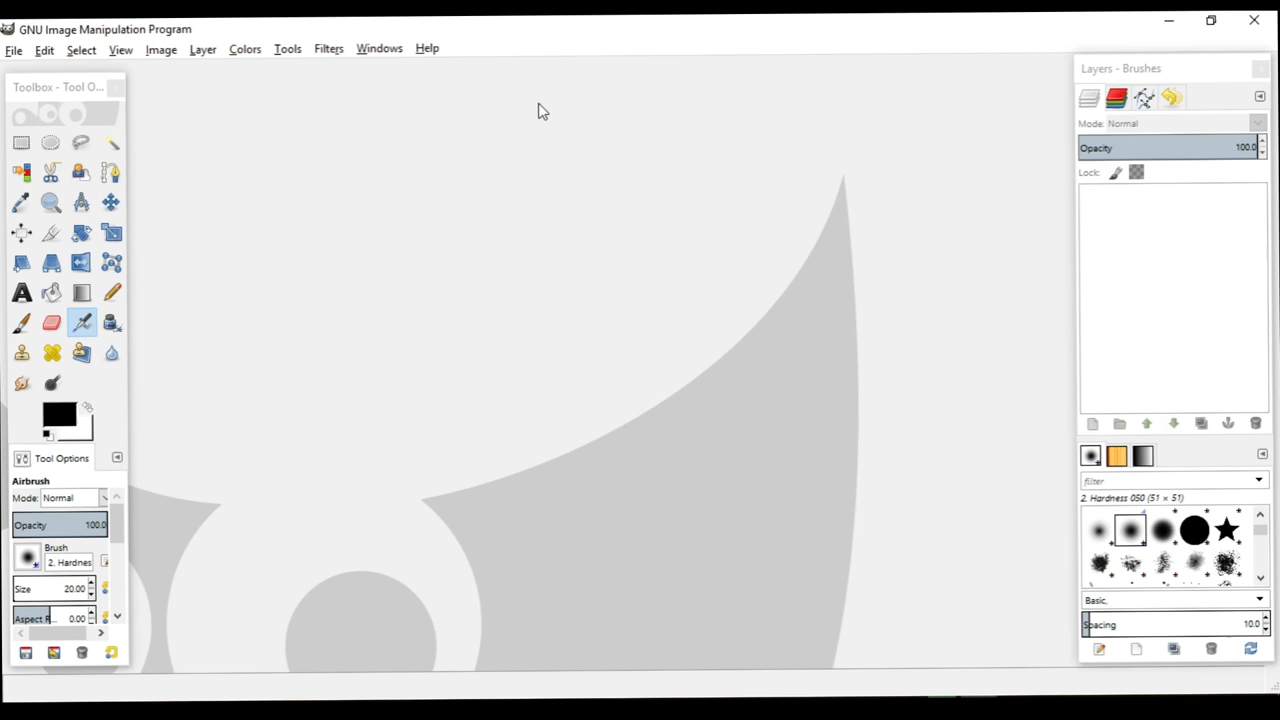 GNU Image Manipulation Program
File Edit Select View Image Layer Colors Tools Filters Windows Help
Toolbox - Tool O...
Layers - Brushes
Mode: Normal
Opacity 100.0
Lock:
Tool Options
Airbrush
Mode: Normal
Opacity 100.0
Brush
2. Hardnes
Size 20.00
Aspect R... 0.00
filter
2. Hardness 050 (51 × 51)
Basic,
Spacing 10.0